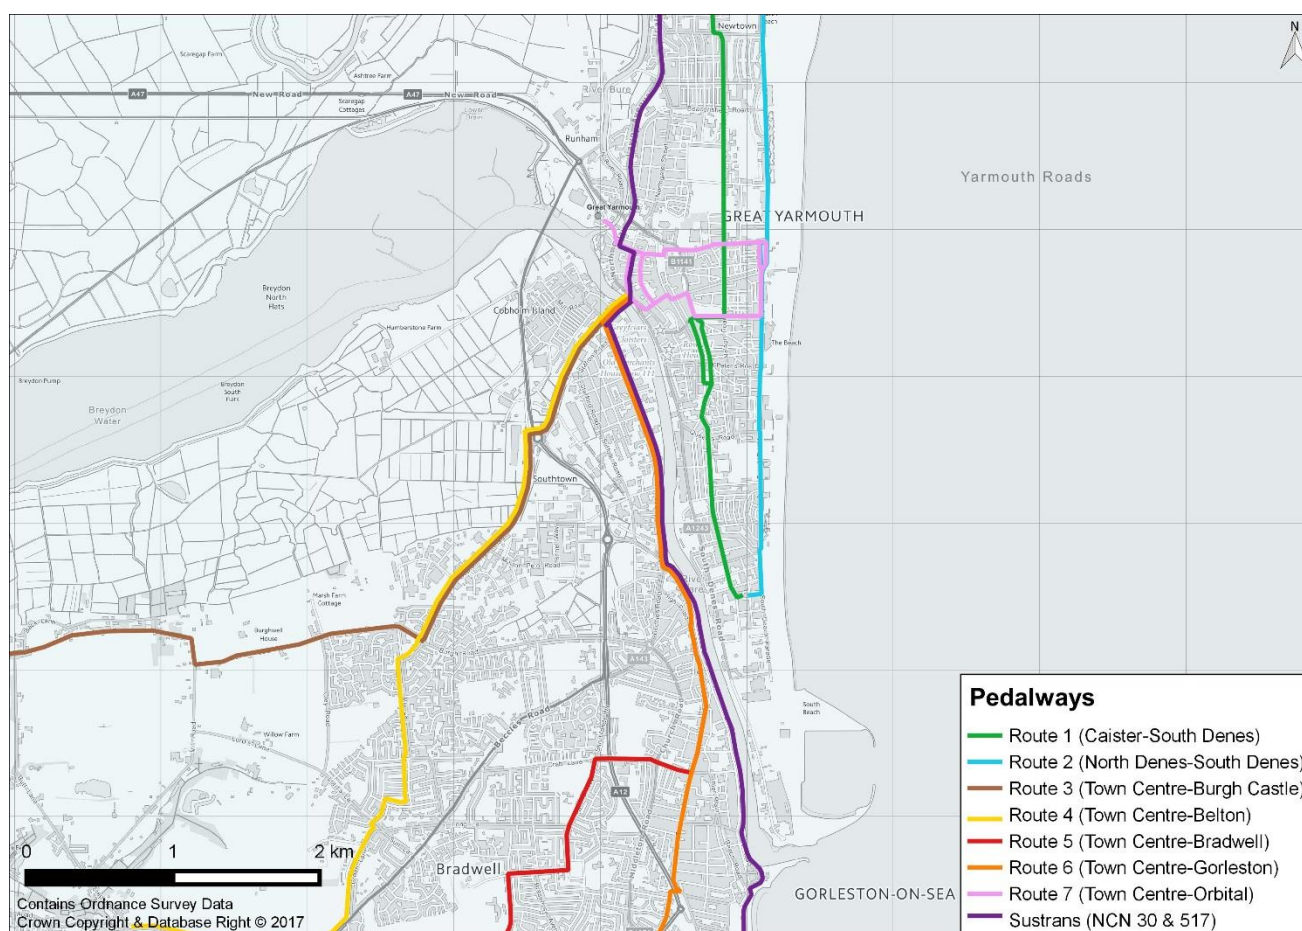 Newtown
Scaregap Farm
Ashtree Farm
N
A47
New Road
A47
New Road
Scaregap
Cottages
River Bure
Runham
Yarmouth Roads
Great Yarmouth
GREAT YARMOUTH
B1141
Breydon
North
Flats
Cobholm Island
Humberstone Farm
The Beach
Breydon Pump
Breydon
South
Flats
Breydon
Water
Southtown
A1243
South Denes Road
Marsh Farm
Cottage
Burghwell
House
A143
Beccles Road
Willow Farm
South
Beach
A12
Bradwell
GORLESTON-ON-SEA
0 1 2 km
Contains Ordnance Survey Data
Crown Copyright & Database Right © 2017
Pedalways
Route 1 (Caister-South Denes)
Route 2 (North Denes-South Denes)
Route 3 (Town Centre-Burgh Castle)
Route 4 (Town Centre-Belton)
Route 5 (Town Centre-Bradwell)
Route 6 (Town Centre-Gorleston)
Route 7 (Town Centre-Orbital)
Sustrans (NCN 30 & 517)